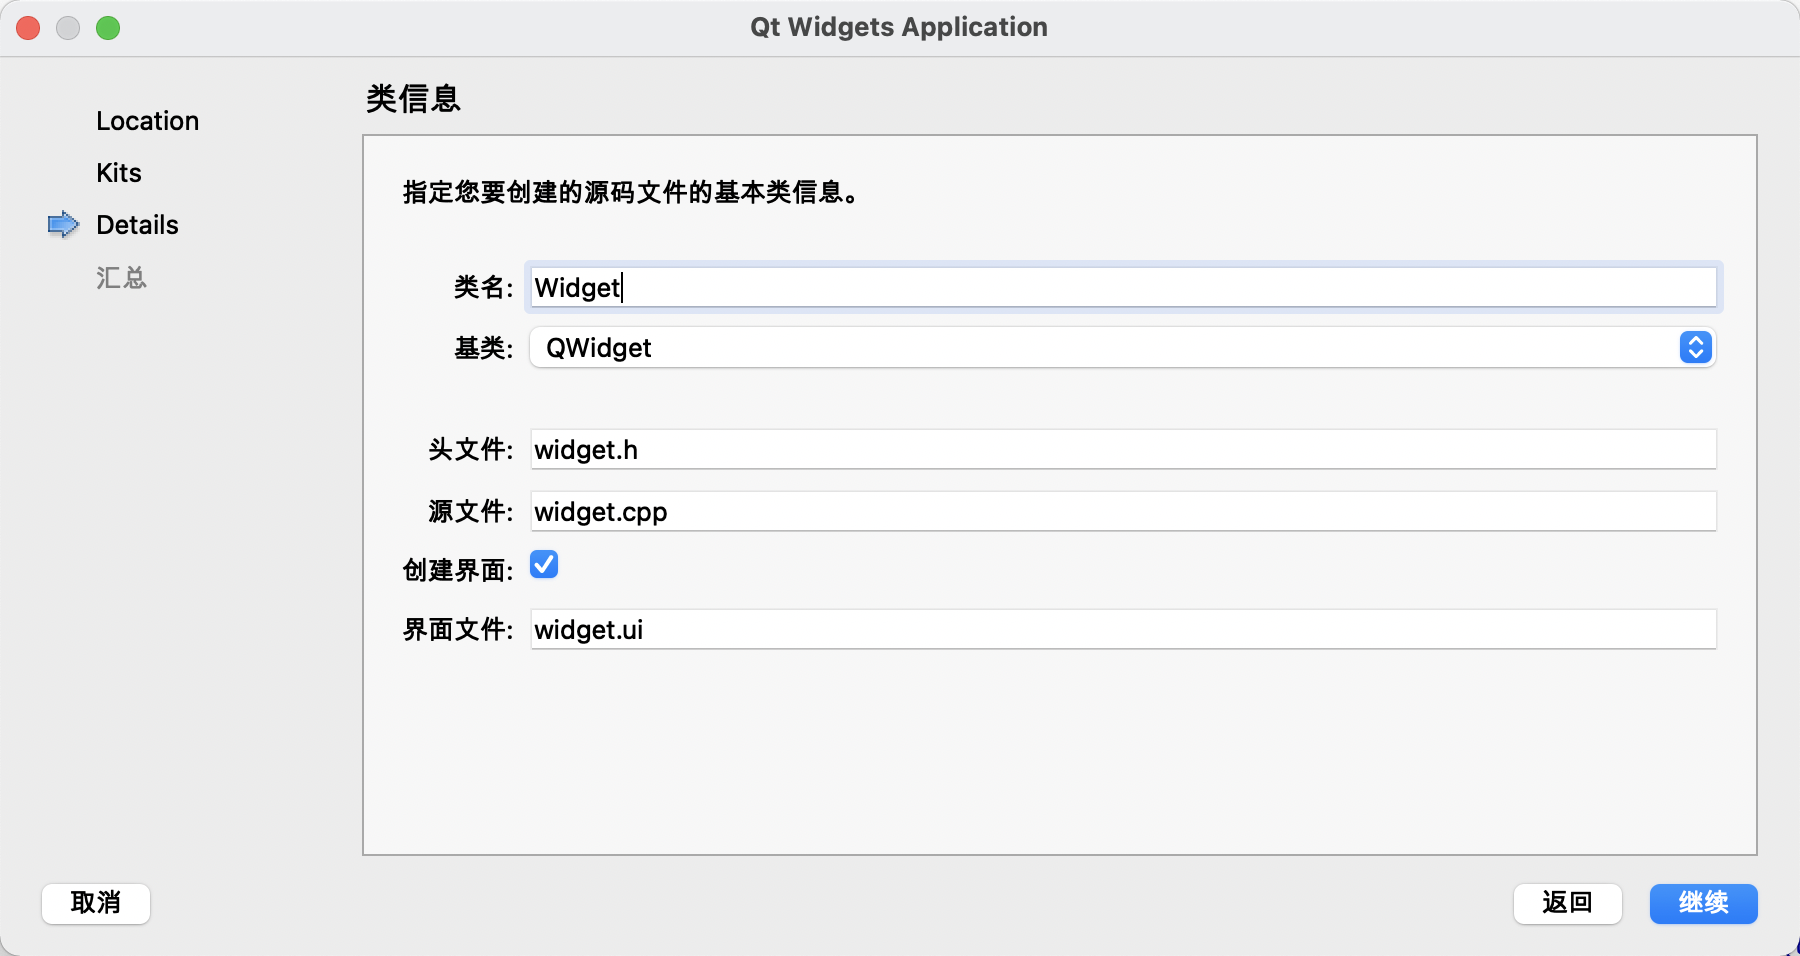 Qt Widgets Application
Location
Kits
Details
汇总
类信息
指定您要创建的源码文件的基本类信息。
类名: Widget
基类: QWidget
头文件: widget.h
源文件: widget.cpp
创建界面:
界面文件: widget.ui
取消
返回
继续